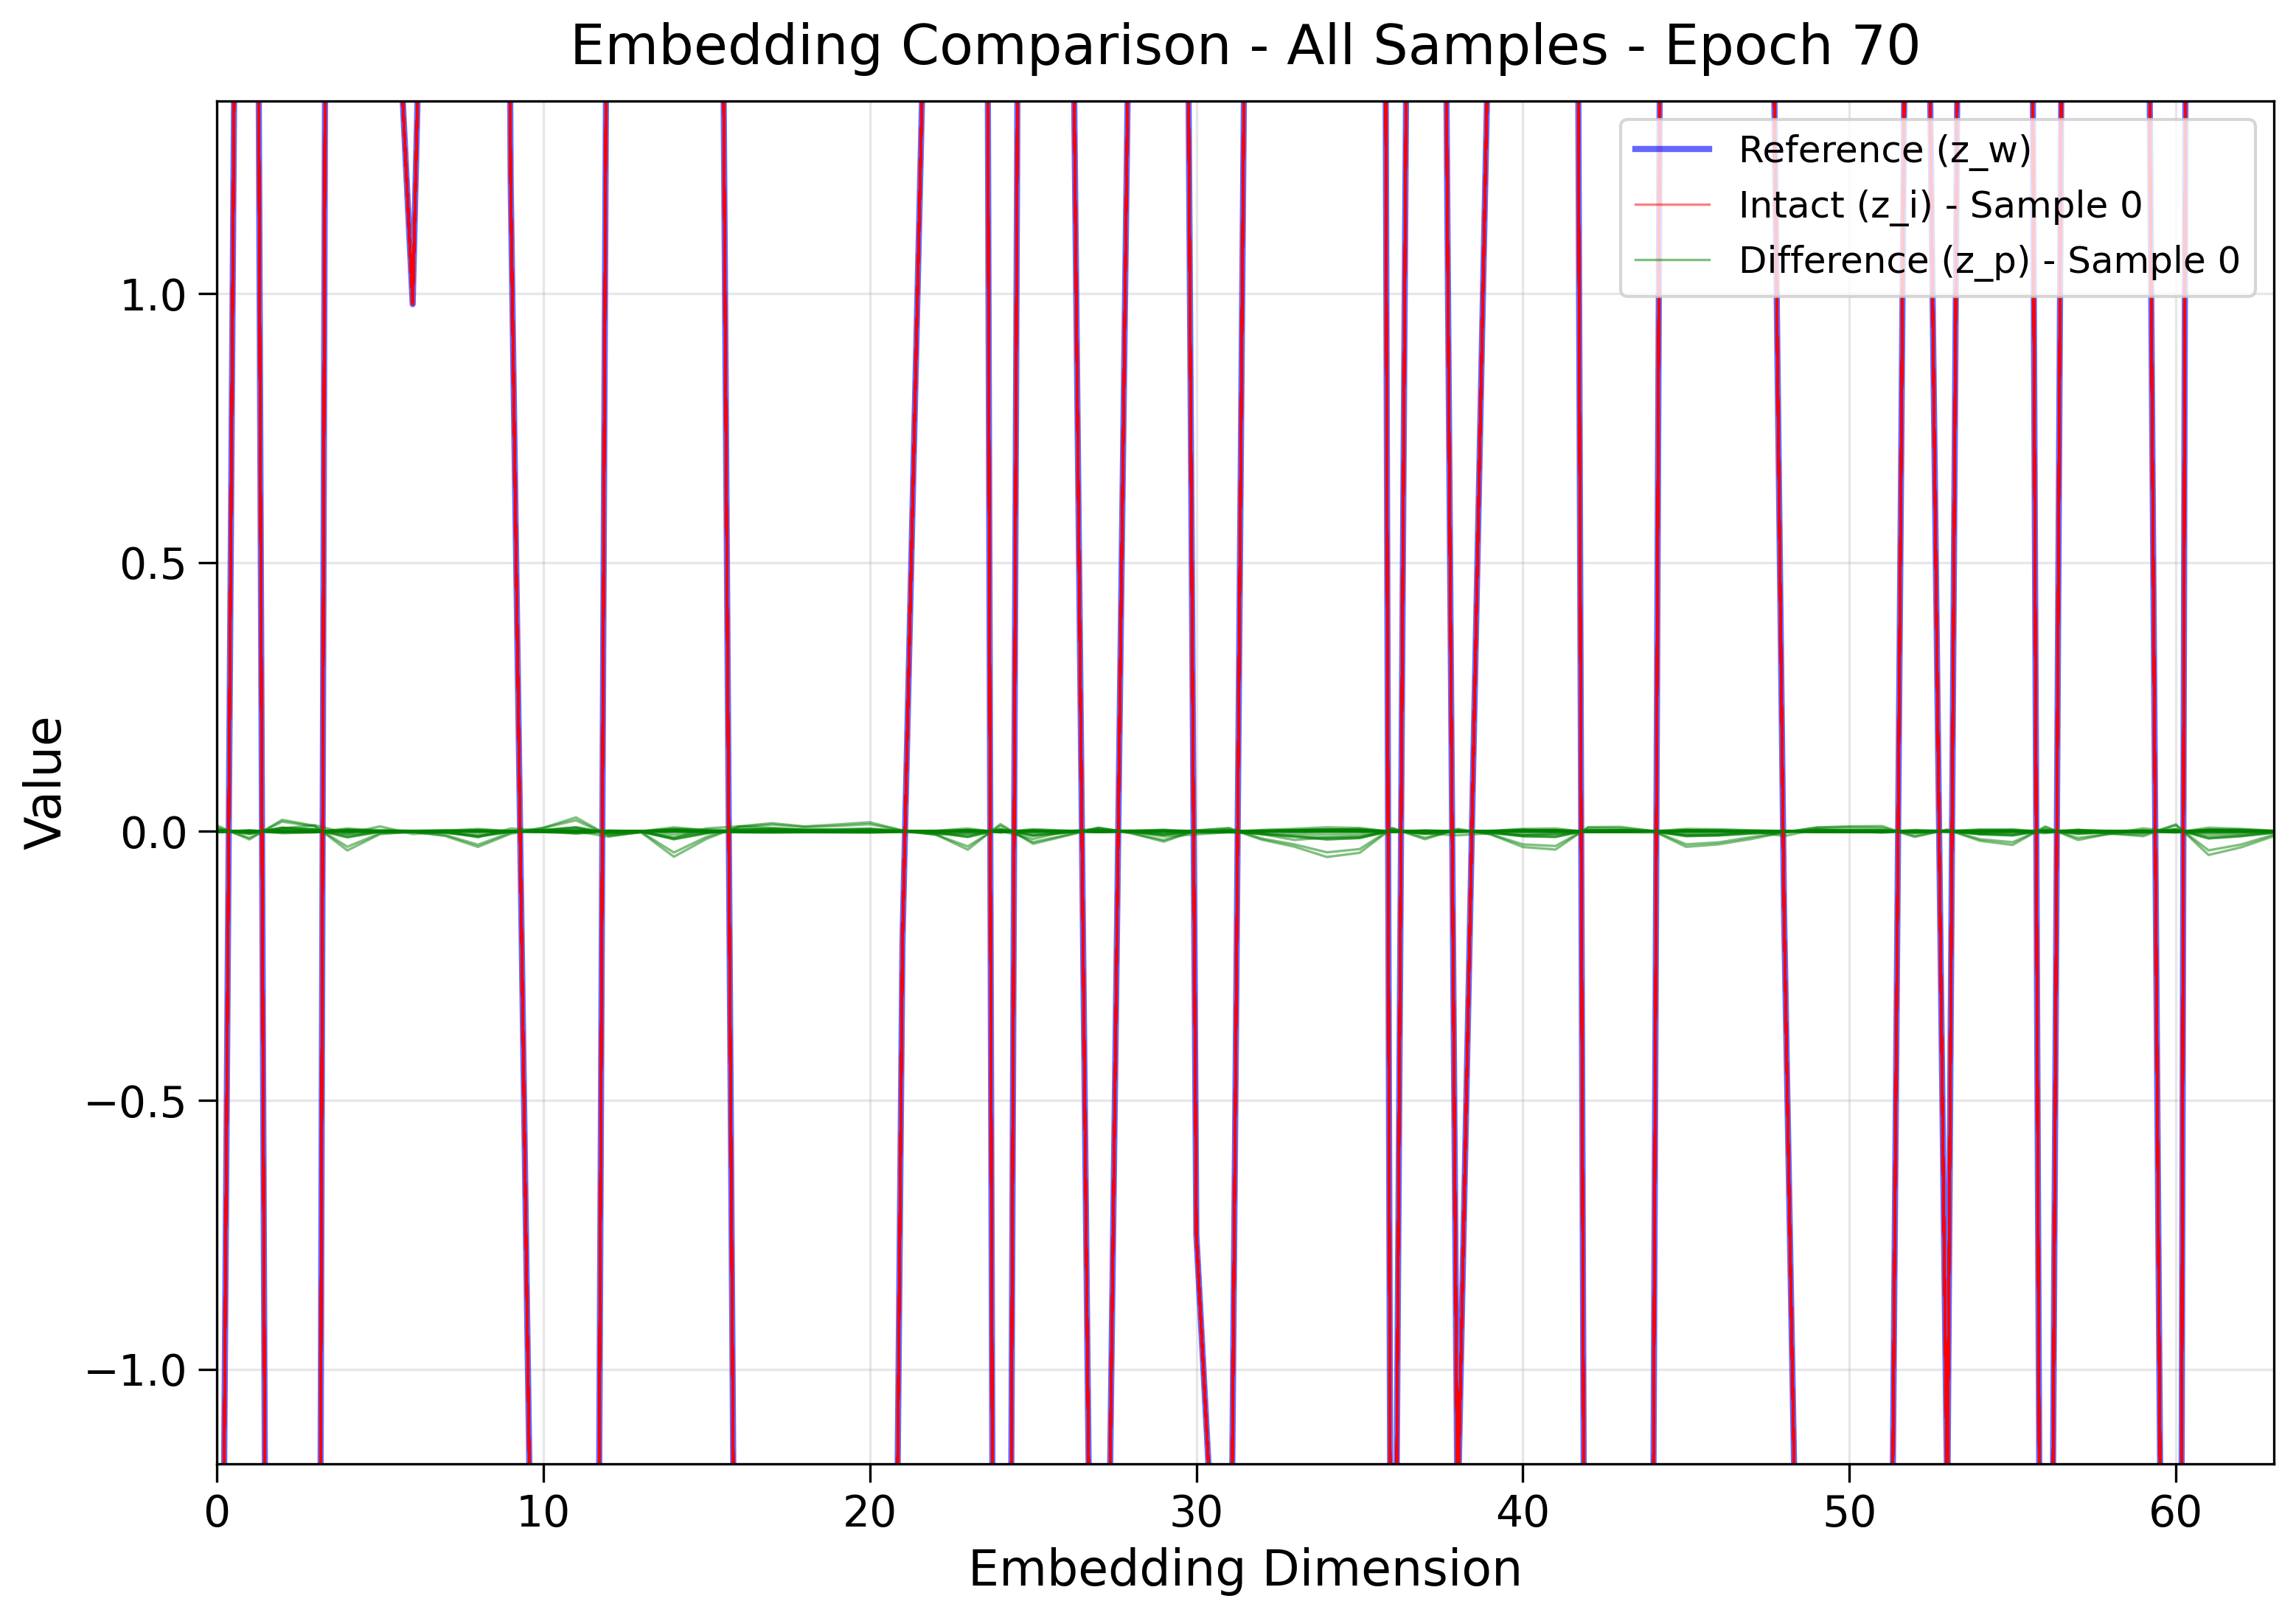 Embedding Comparison - All Samples - Epoch 70
Reference (z_w)
Intact (z_i) - Sample 0
Difference (z_p) - Sample 0
1.0
0.5
0.0
−0.5
−1.0
Value
0 10 20 30 40 50 60
Embedding Dimension